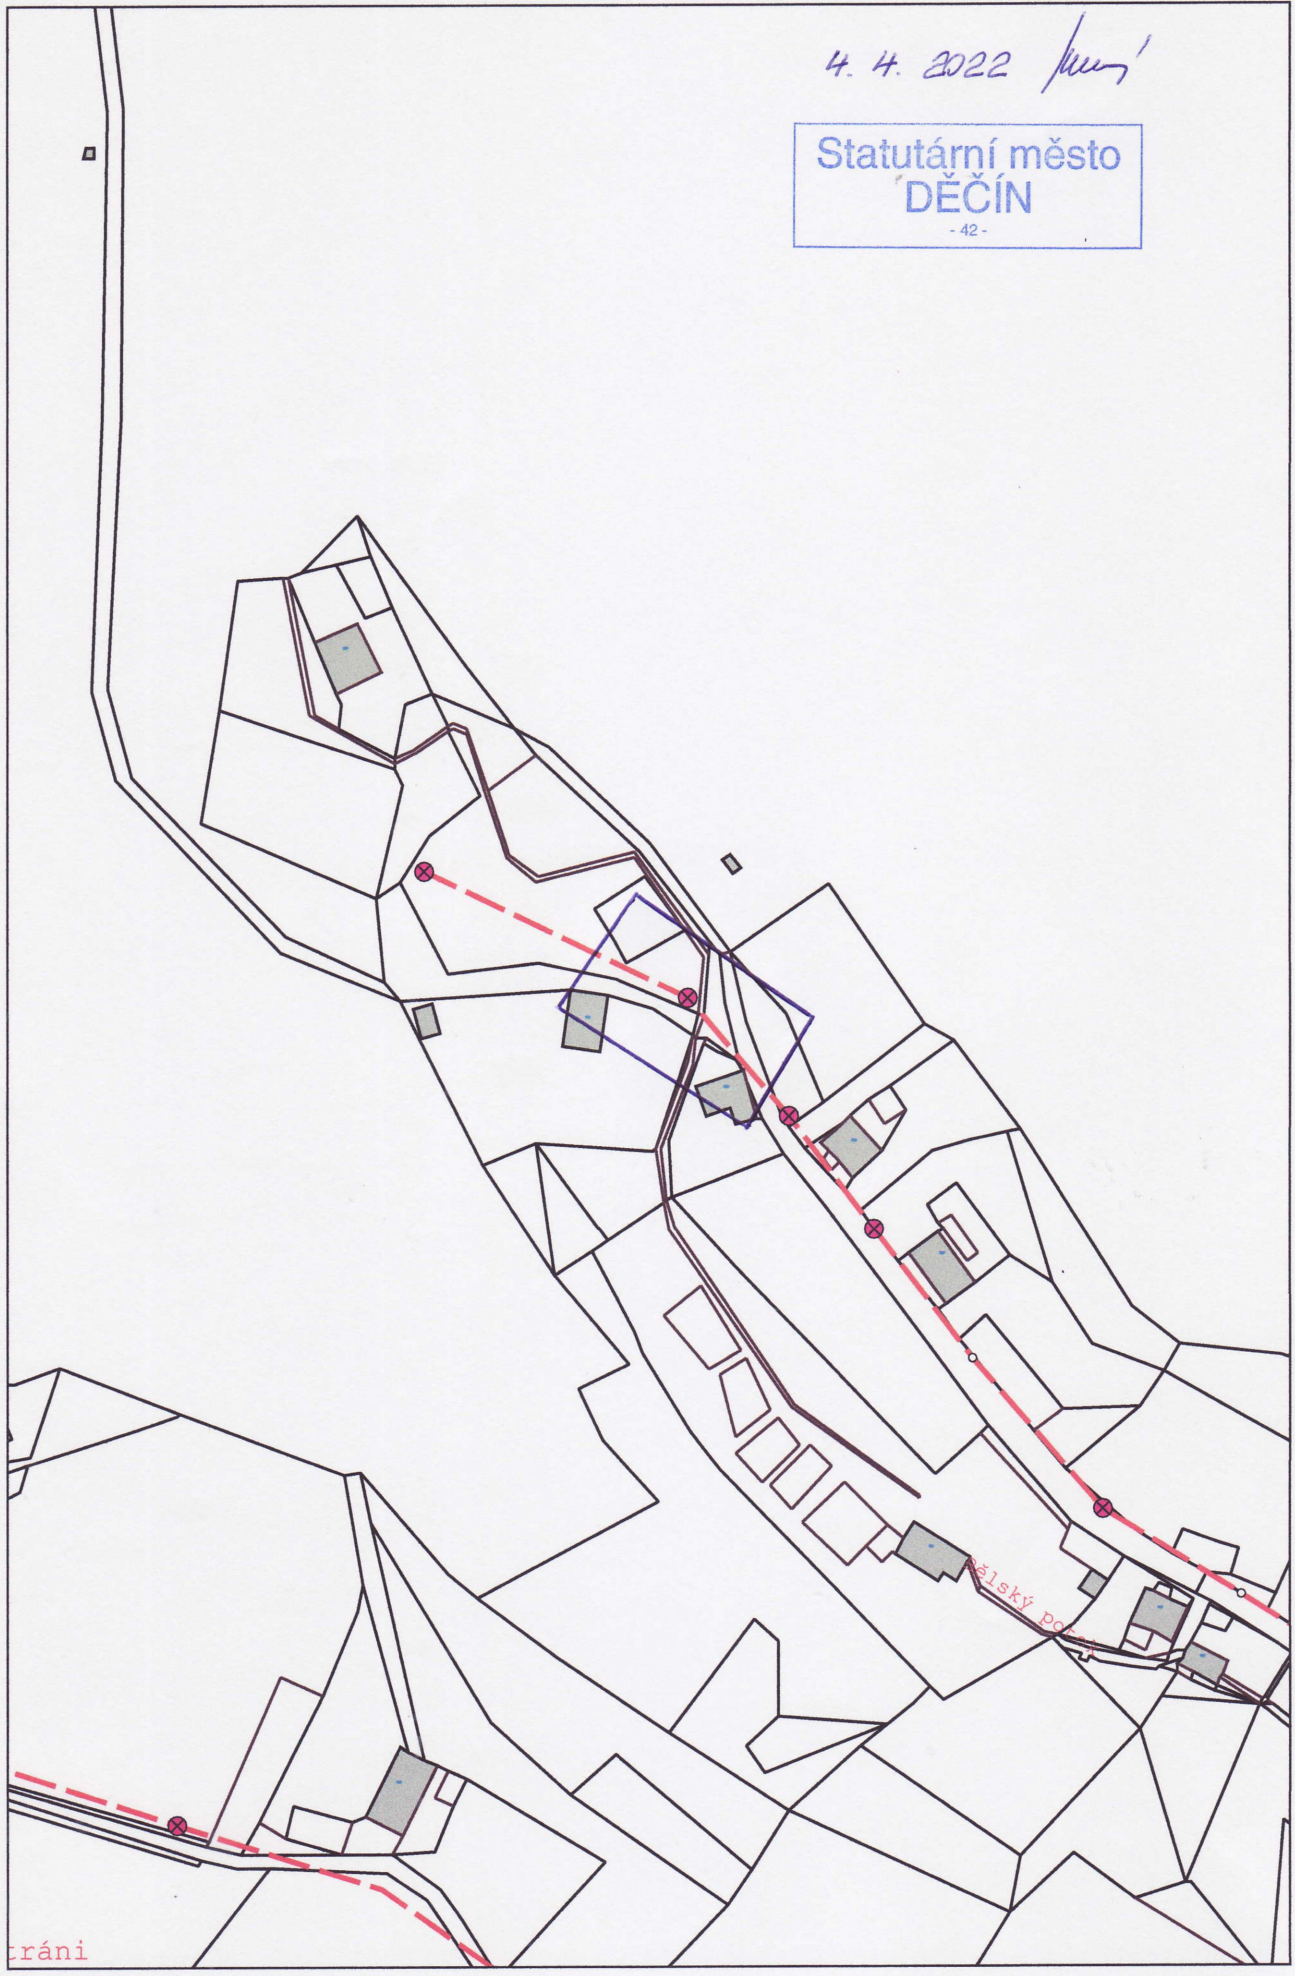 4. 4. 2022
Statutární město
DĚČÍN
- 42 -
ělský potok
tráni